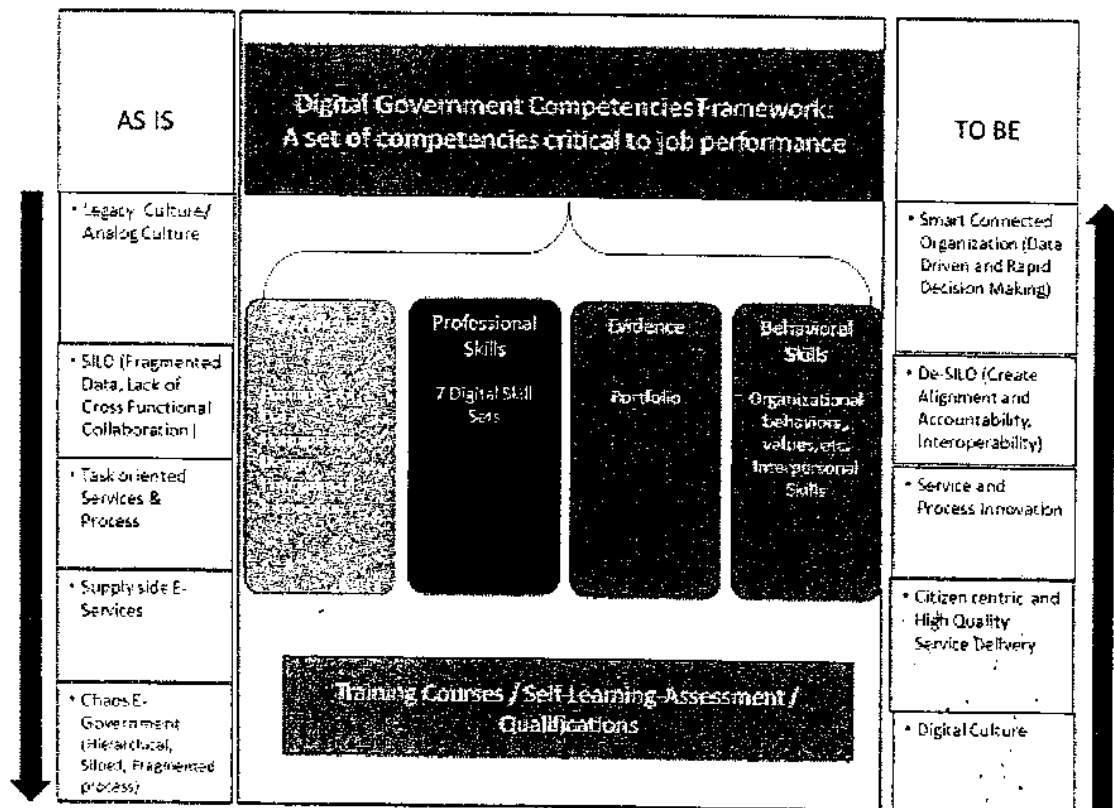 AS IS
• Legacy Culture/
Analog Culture
• SILO (Fragmented
Data, Lack of
Cross Functional
Collaboration)
• Task oriented
Services &
Process
• Supply side E-
Services
• Chaos E-
Government
(Hierarchical,
Siloed, Fragmented
process)
Digital Government Competencies Framework:
A set of competencies critical to job performance
Professional
Skills
7 Digital Skill
Sets
Evidence
Portfolio
Behavioral
Skills
Organizational
behaviors,
values, etc.
Interpersonal
Skills
Training Courses / Self-Learning-Assessment /
Qualifications
TO BE
• Smart Connected
Organization (Data
Driven and Rapid
Decision Making)
• De-SILO (Create
Alignment and
Accountability,
Interoperability)
• Service and
Process Innovation
• Citizen centric and
High Quality
Service Delivery
• Digital Culture